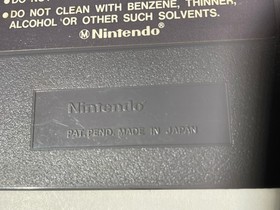 •DO NOT CLEAN WITH BENZENE, THINNER,
ALCOHOL OR OTHER SUCH SOLVENTS.
Ⓜ Nintendo®
Nintendo
PAT. PEND. MADE IN JAPAN